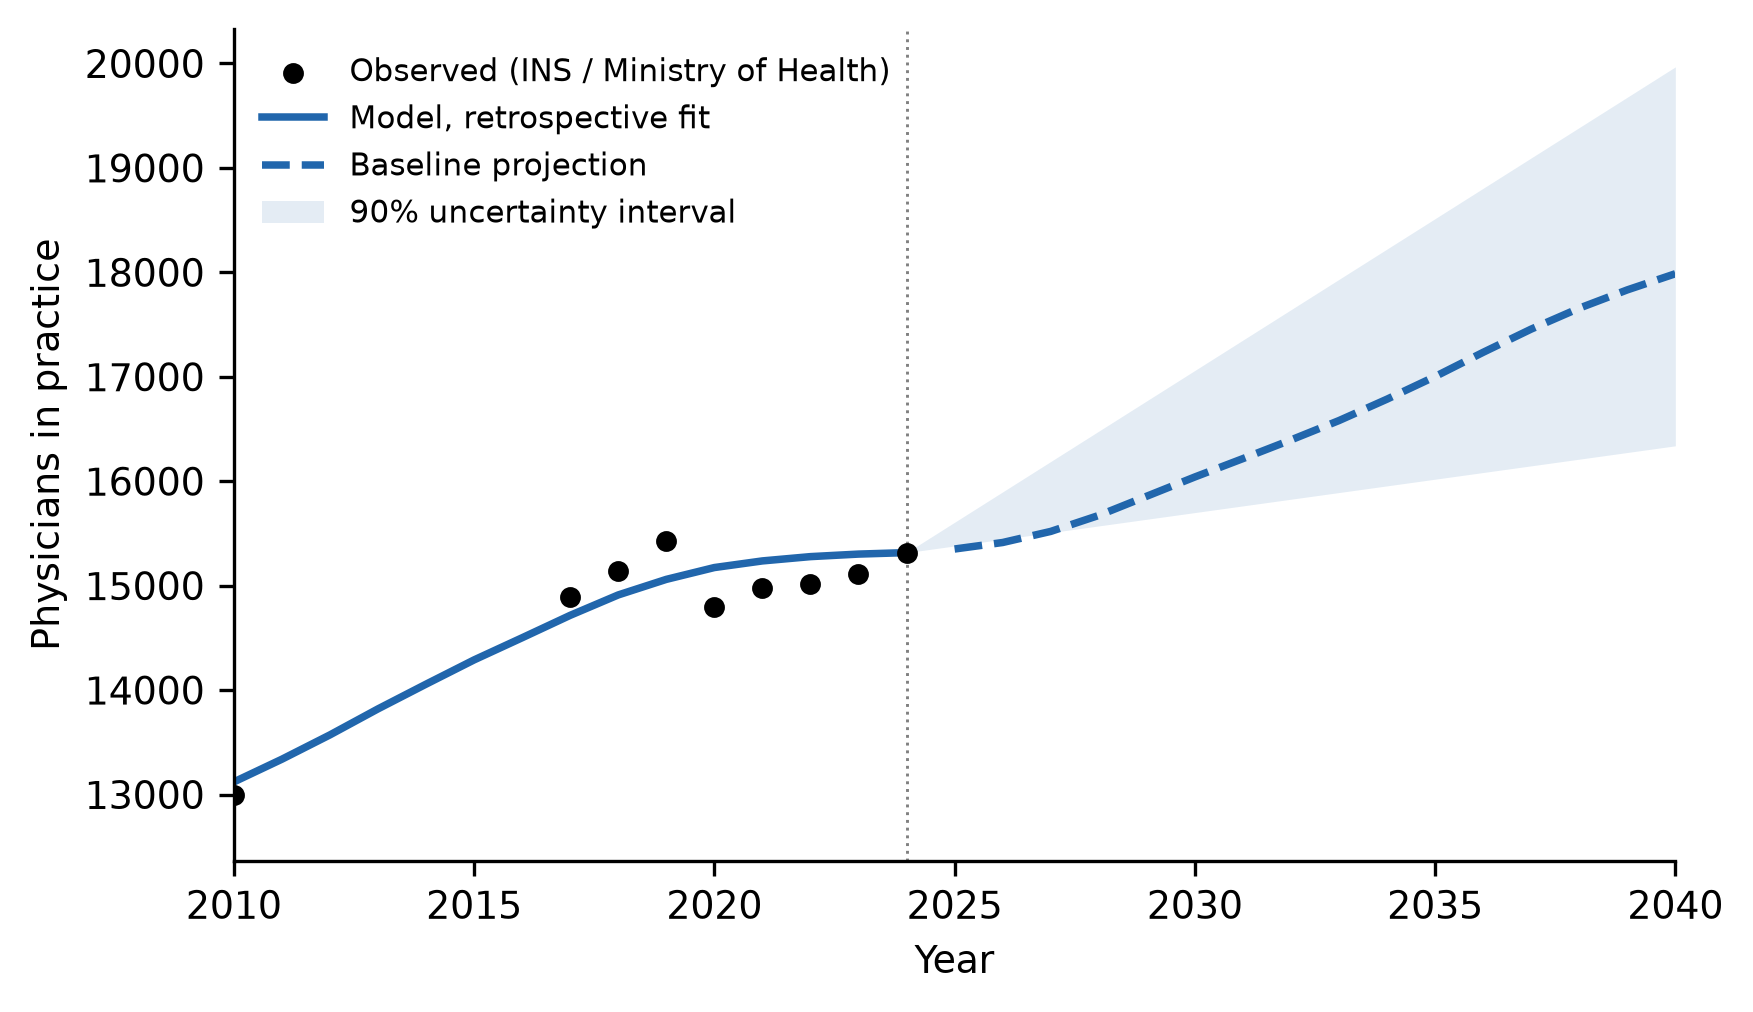 Observed (INS / Ministry of Health)
Model, retrospective fit
Baseline projection
90% uncertainty interval
Physicians in practice
20000
19000
18000
17000
16000
15000
14000
13000
2010 2015 2020 2025 2030 2035 2040
Year